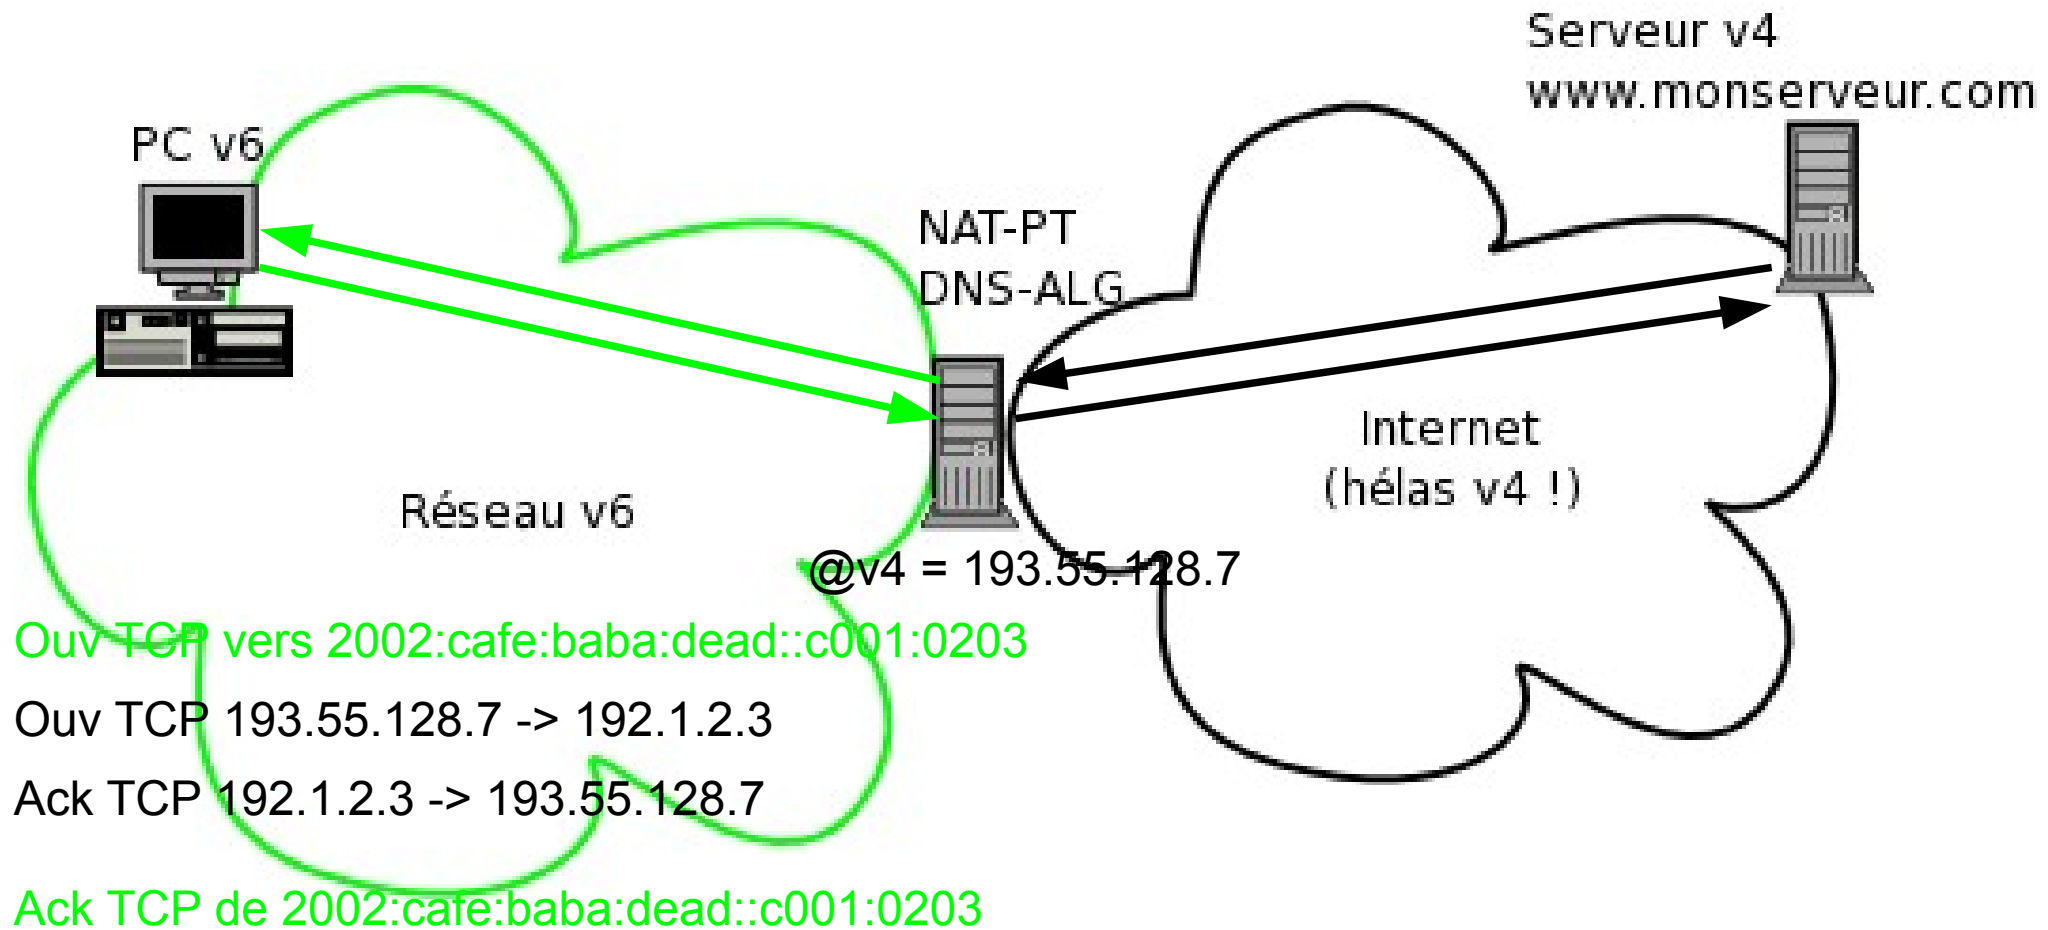 Serveur v4
www.monserveur.com
PC v6
NAT-PT
DNS-ALG
Internet
(hélas v4 !)
Réseau v6
@v4 = 193.55.128.7
Ouv TCP vers 2002:cafe:baba:dead::c001:0203
Ouv TCP 193.55.128.7 -> 192.1.2.3
Ack TCP 192.1.2.3 -> 193.55.128.7
Ack TCP de 2002:cafe:baba:dead::c001:0203